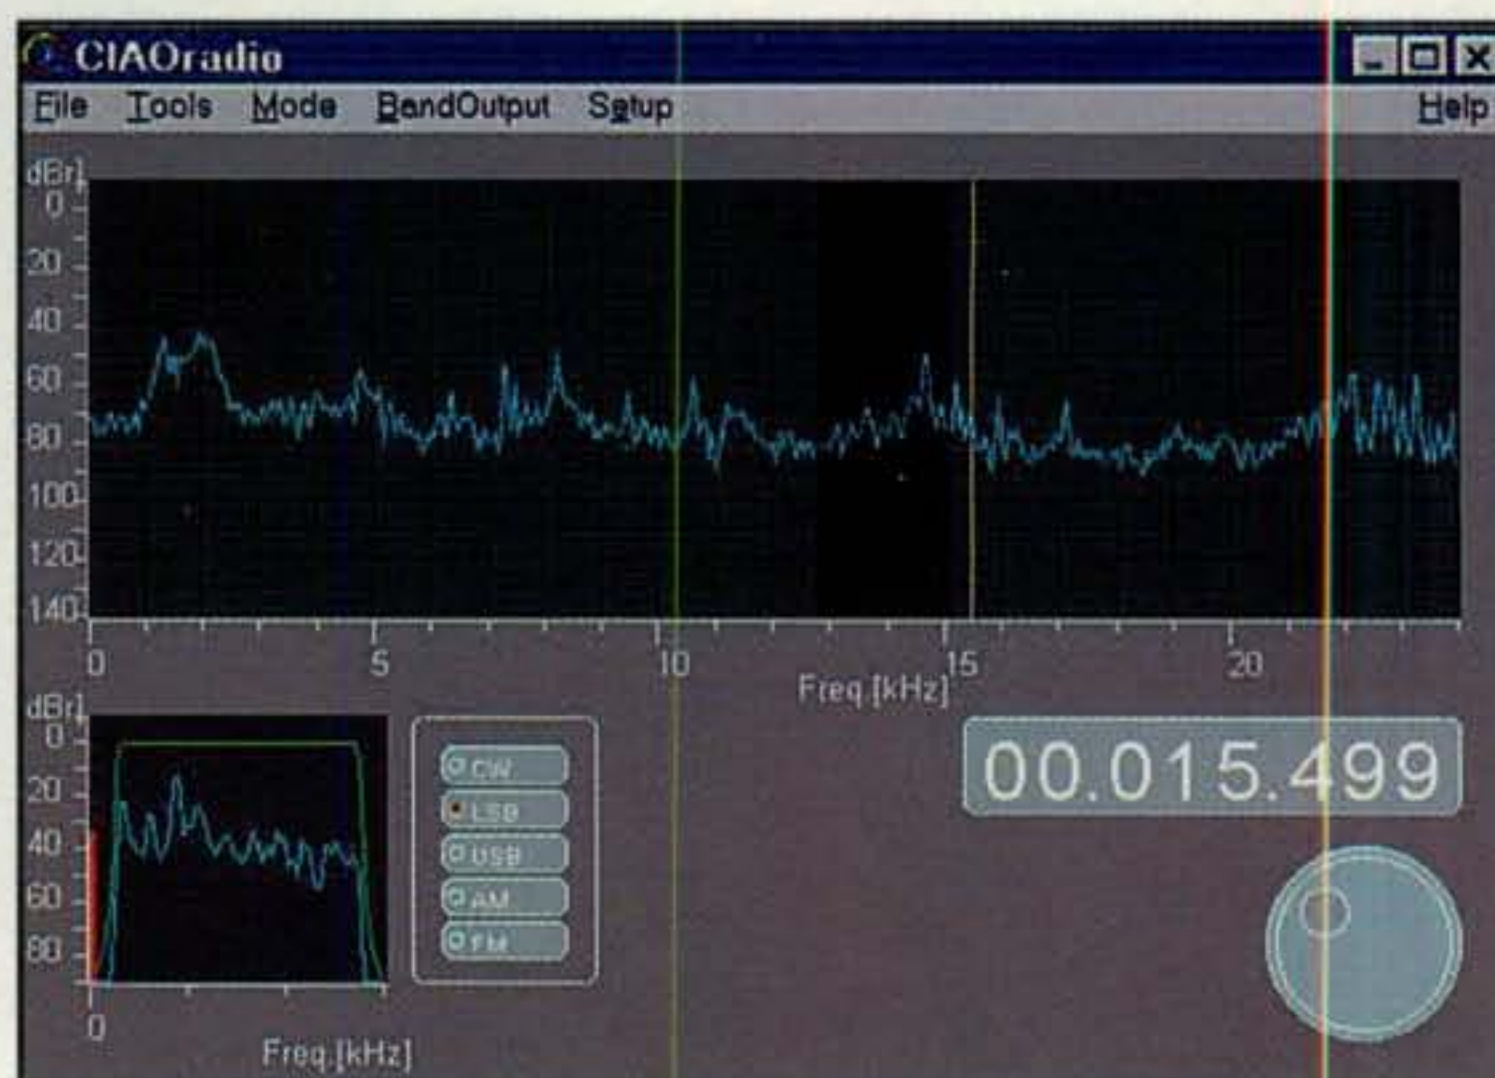 CIAOradio
File Tools Mode BandOutput Setup Help
dBr]
0
20
40
60
80
100
120
140
0 5 10 15 20
Freq.[kHz]
dBr]
0
20
40
60
80
0
Freq.[kHz]
CW
LSB
USB
AM
FM
00.015.499